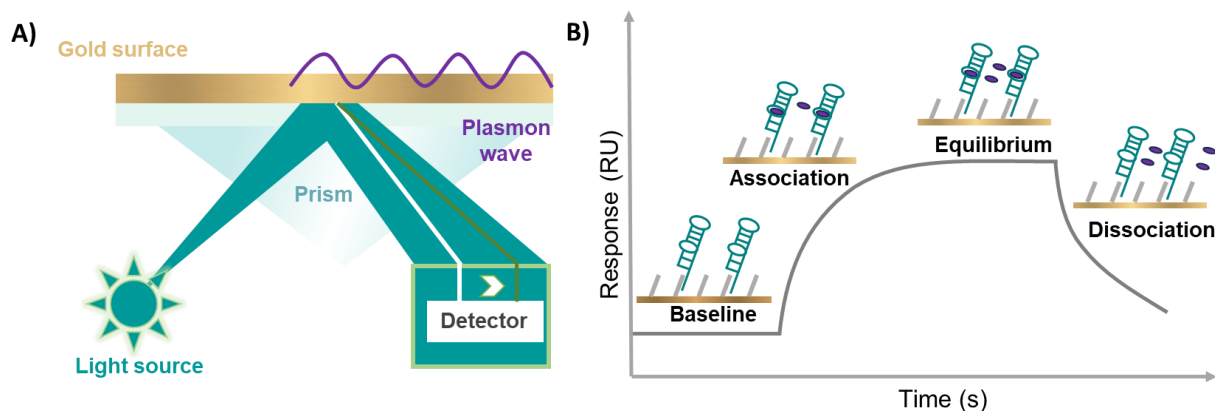 A)
Gold surface
Plasmon
wave
Prism
Detector
Light source
B)
Response (RU)
Baseline
Association
Equilibrium
Dissociation
Time (s)